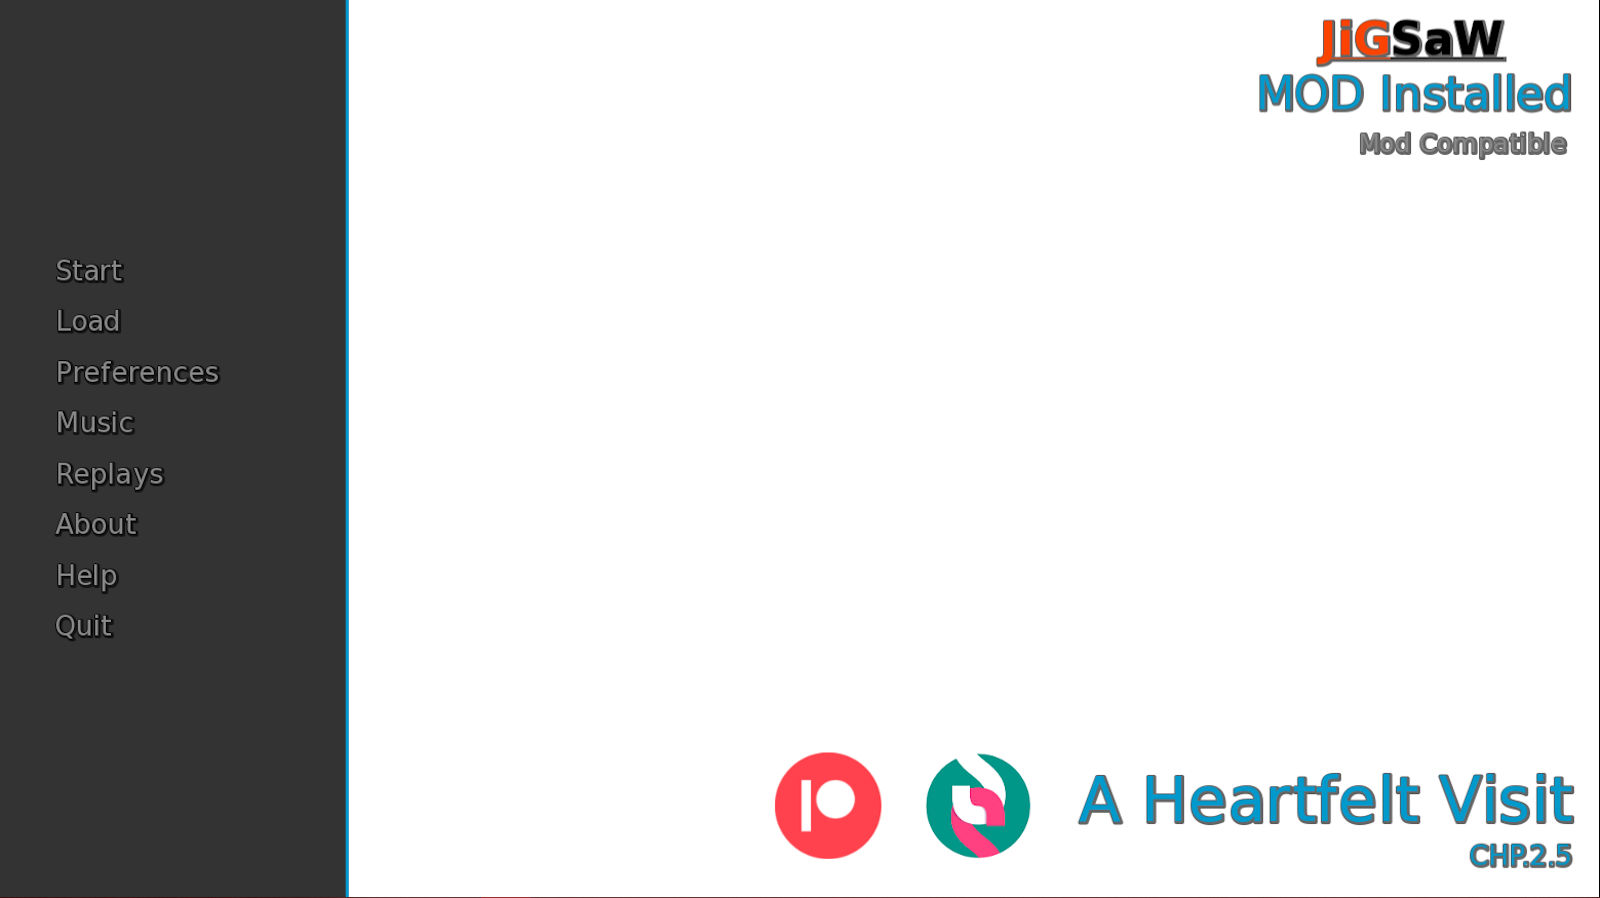 JiGSaW
MOD Installed
Mod Compatible
Start
Load
Preferences
Music
Replays
About
Help
Quit
A Heartfelt Visit
CHP.2.5